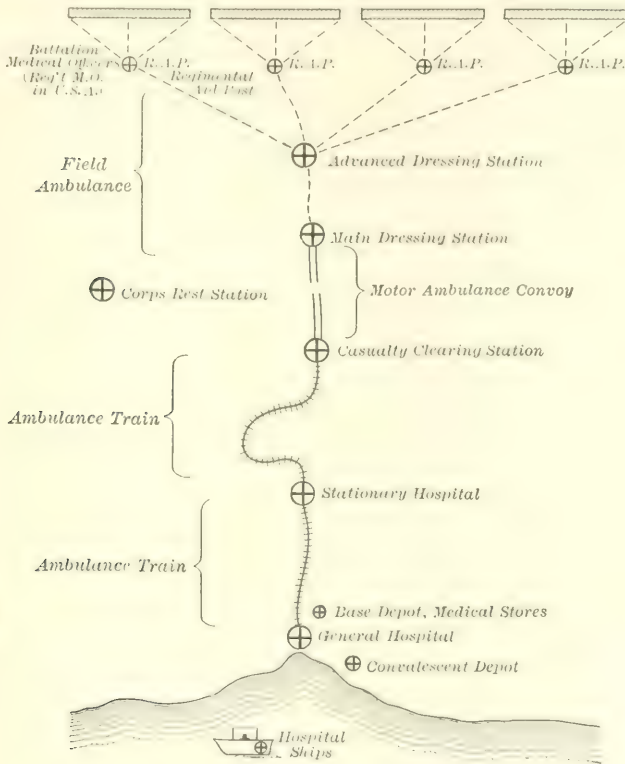 Battalion
Medical Officers
(Reg't M.O.
in U.S.A.)
R.A.P.
Regimental
Aid Post
R.A.P.
R.A.P.
R.A.P.
Field
Ambulance
Advanced Dressing Station
Main Dressing Station
Corps Rest Station
Motor Ambulance Convoy
Casualty Clearing Station
Ambulance Train
Stationary Hospital
Ambulance Train
Base Depot, Medical Stores
General Hospital
Convalescent Depot
Hospital
Ships